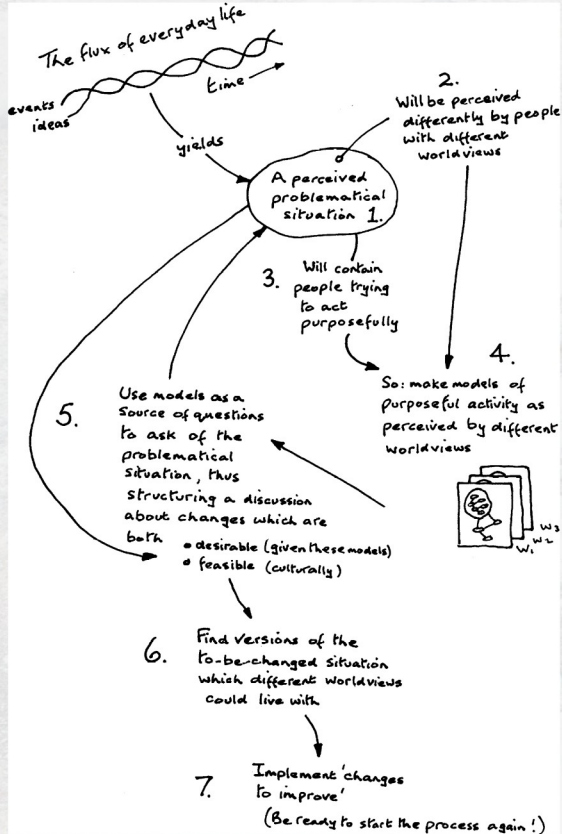 The flux of everyday life
time
events
ideas
yields
A perceived
problematical
situation 1.
2.
Will be perceived
differently by people
with different
worldviews
3. Will contain
people trying
to act
purposefully
4.
So: make models of
purposeful activity as
perceived by different
worldviews
W3
W2
W1
5. Use models as a
source of questions
to ask of the
problematical
situation, thus
structuring a discussion
about changes which are
both
• desirable (given these models)
• feasible (culturally)
6. Find versions of the
to-be-changed situation
which different worldviews
could live with
7. Implement 'changes
to improve'
(Be ready to start the process again!)